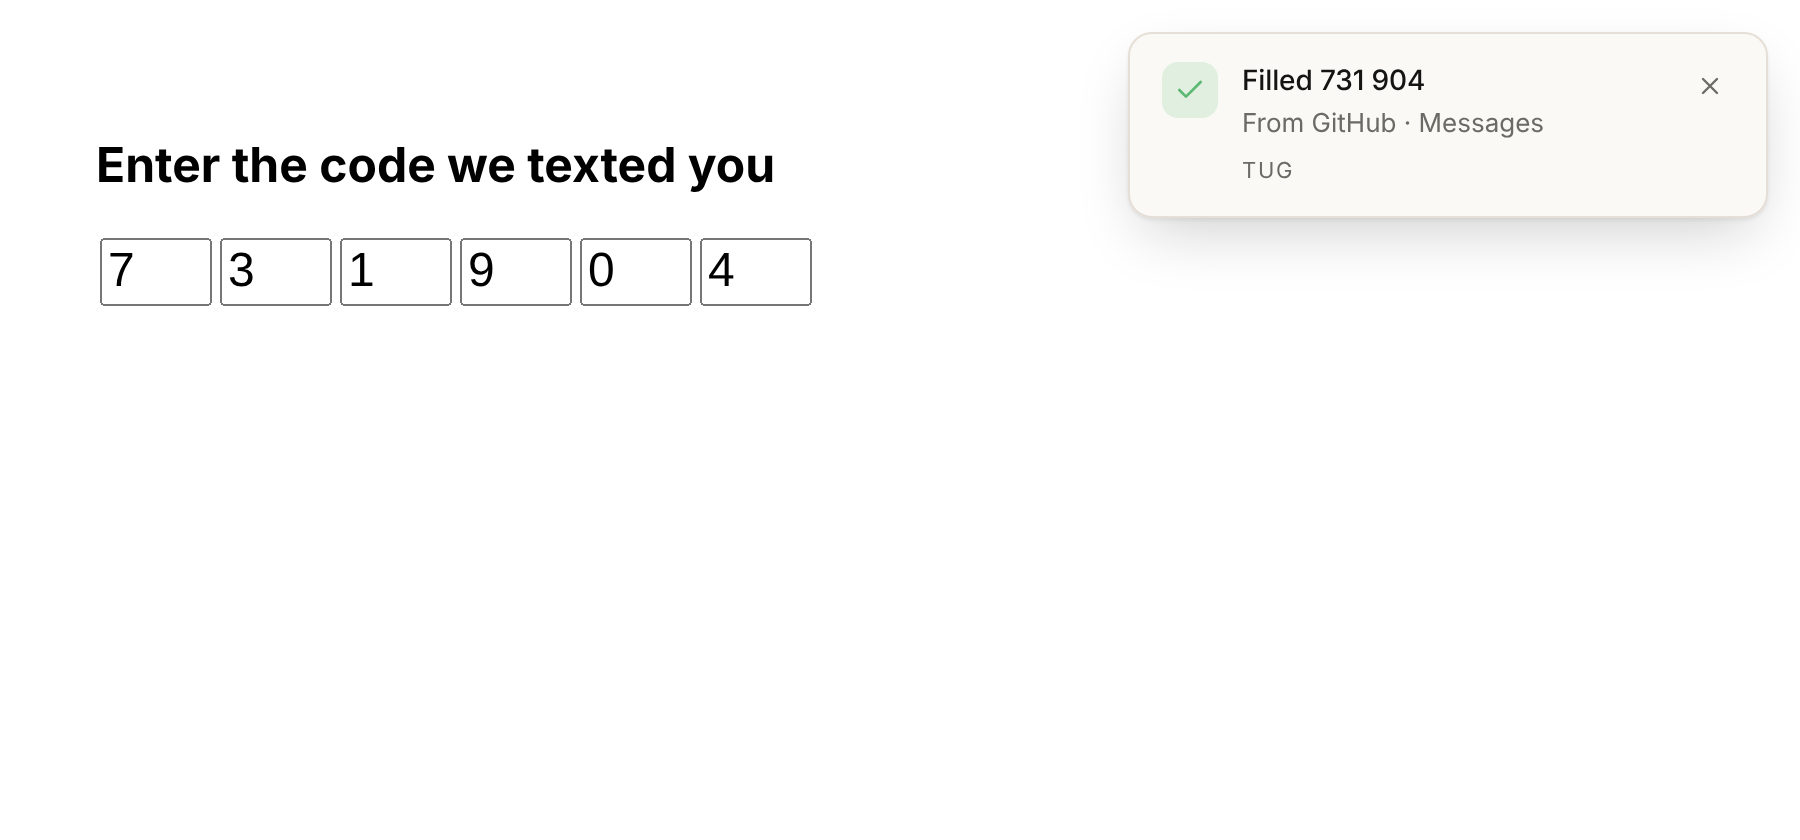 Enter the code we texted you
7 3 1 9 0 4
Filled 731 904
From GitHub · Messages
TUG